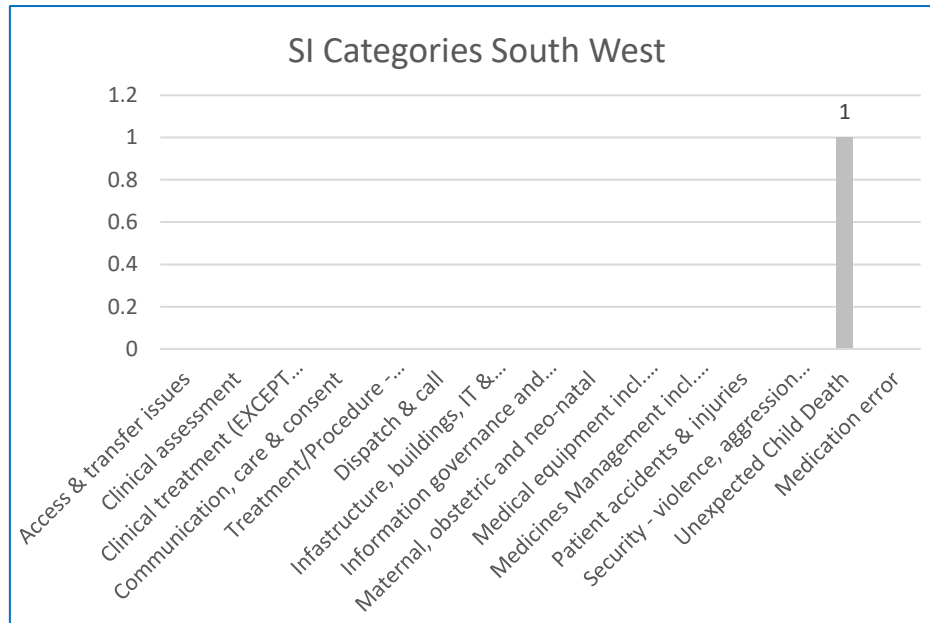 SI Categories South West
1.2
1
0.8
0.6
0.4
0.2
0
1
Access & transfer issues
Clinical assessment
Clinical treatment (EXCEPT...
Communication, care & consent
Treatment/Procedure -...
Dispatch & call
Infastructure, buildings, IT &...
Information governance and...
Maternal, obstetric and neo-natal
Medical equipment incl....
Medicines Management incl....
Patient accidents & injuries
Security - violence, aggression...
Unexpected Child Death
Medication error